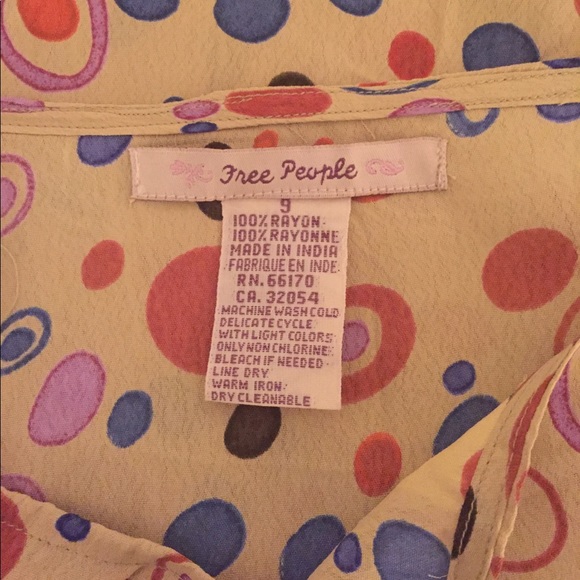 Free People
9
100% RAYON
100% RAYONNE
MADE IN INDIA
FABRIQUE EN INDE
RN. 66170
CA. 32054
MACHINE WASH COLD
DELICATE CYCLE
WITH LIGHT COLORS
ONLY NON CHLORINE
BLEACH IF NEEDED
LINE DRY
WARM IRON
DRY CLEANABLE